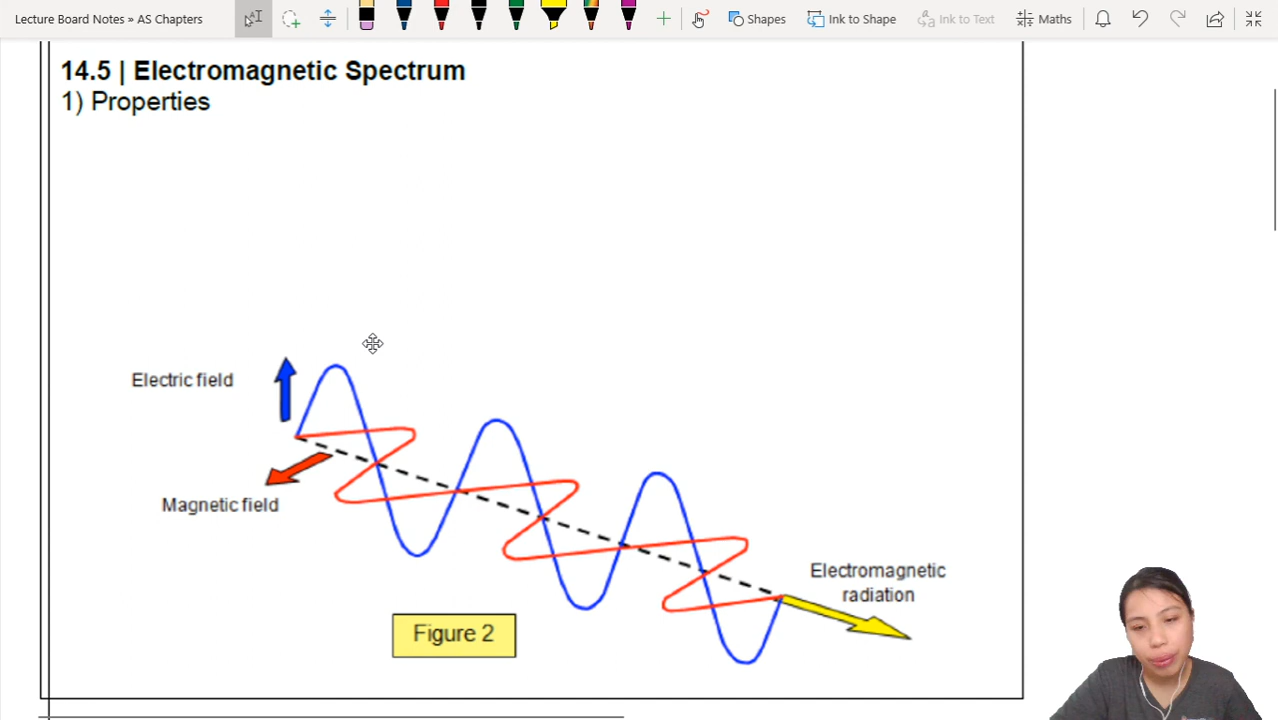 Lecture Board Notes » AS Chapters
Shapes
Ink to Shape
Ink to Text
Maths
14.5 | Electromagnetic Spectrum
1) Properties
Electric field
Magnetic field
Electromagnetic
radiation
Figure 2